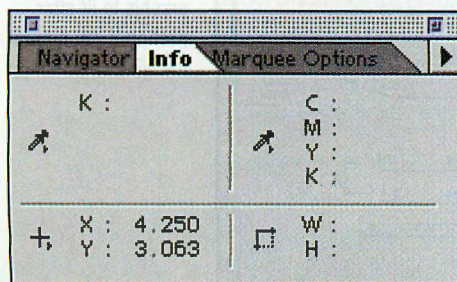 Navigator Info Marquee Options
K :
C :
M :
Y :
K :
X : 4.250
Y : 3.063
W :
H :